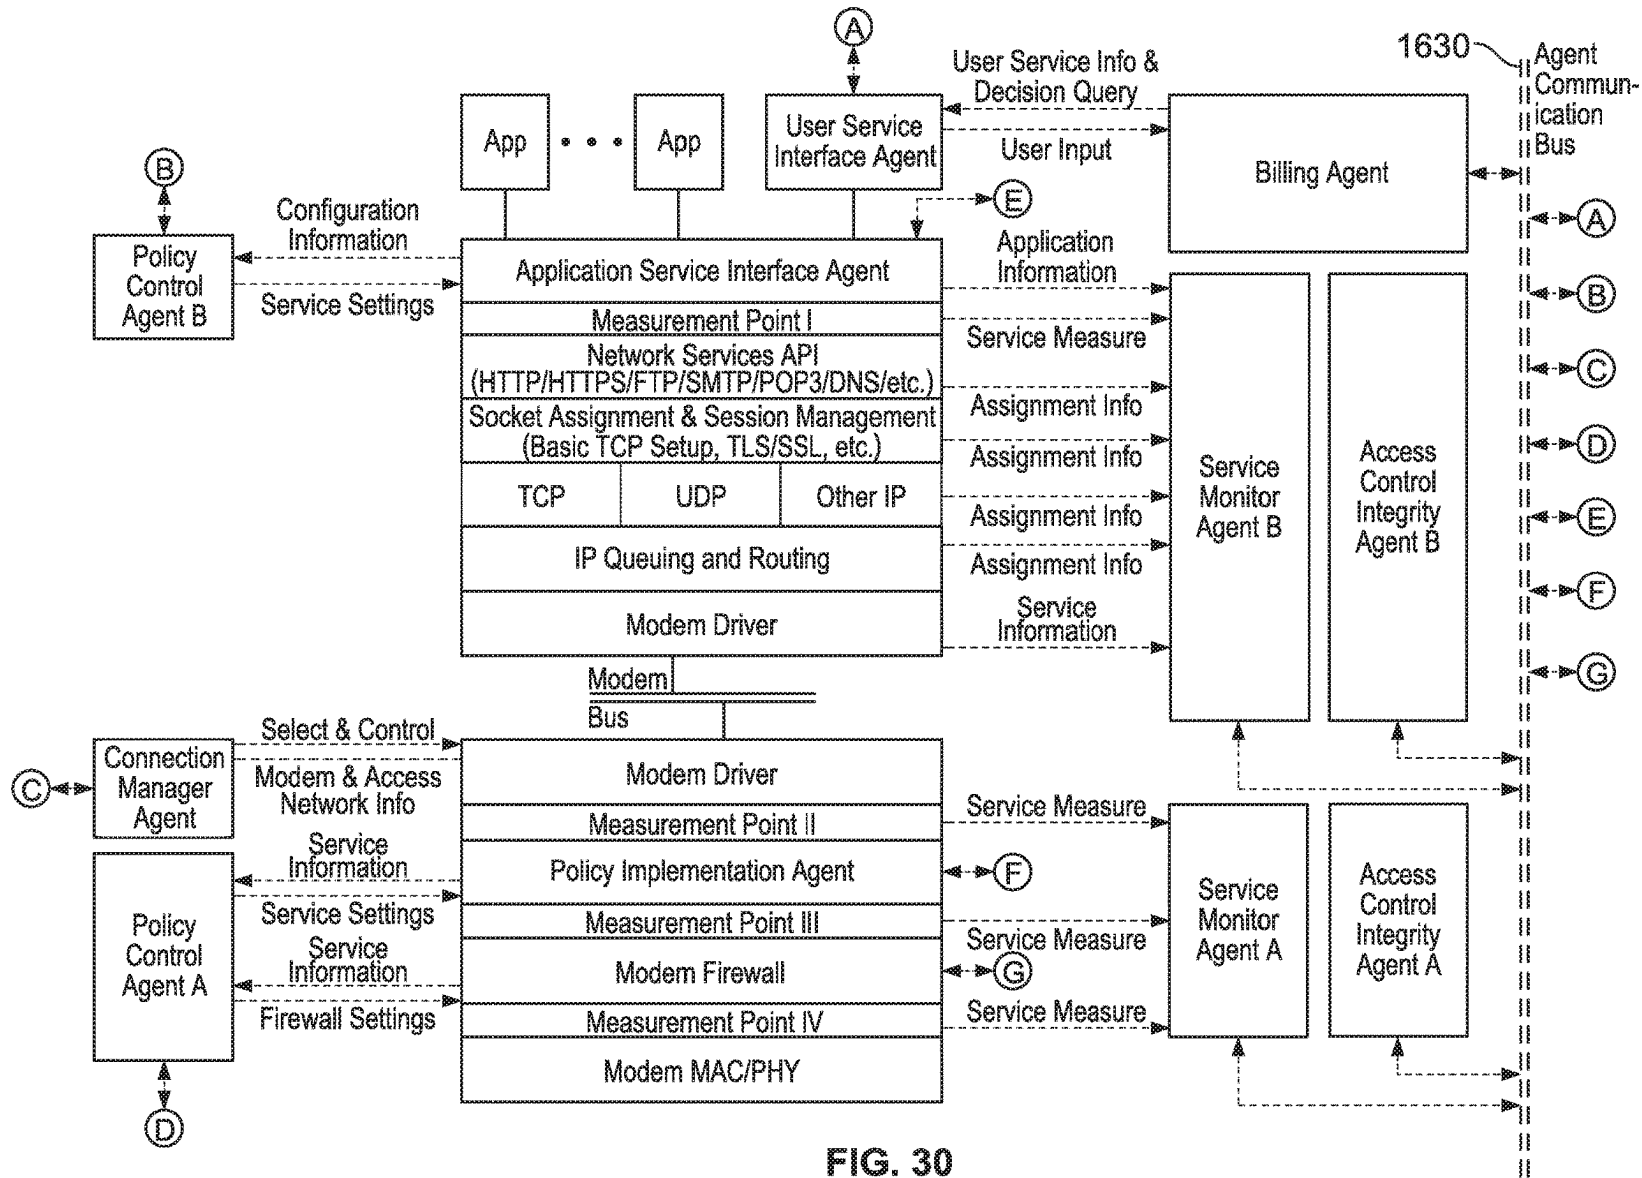 A
1630
Agent
Commun-
ication
Bus
User Service Info &
Decision Query
User Input
App
• • •
App
User Service
Interface Agent
Billing Agent
B
E
A
Configuration
Information
Policy
Control
Agent B
Service Settings
Application Service Interface Agent
Application
Information
Measurement Point I
Service Measure
B
Network Services API
(HTTP/HTTPS/FTP/SMTP/POP3/DNS/etc.)
Assignment Info
C
Socket Assignment & Session Management
(Basic TCP Setup, TLS/SSL, etc.)
Assignment Info
D
TCP
UDP
Other IP
Assignment Info
Service
Monitor
Agent B
Access
Control
Integrity
Agent B
E
IP Queuing and Routing
Assignment Info
F
Modem Driver
Service
Information
G
Modem
Bus
Select & Control
Connection
Manager
Agent
C
Modem & Access
Network Info
Modem Driver
Measurement Point II
Service Measure
Service
Information
Policy Implementation Agent
F
Service Settings
Policy
Control
Agent A
Measurement Point III
Service Measure
Service
Information
Modem Firewall
G
Firewall Settings
Measurement Point IV
Service Measure
Service
Monitor
Agent A
Access
Control
Integrity
Agent A
Modem MAC/PHY
D
FIG. 30